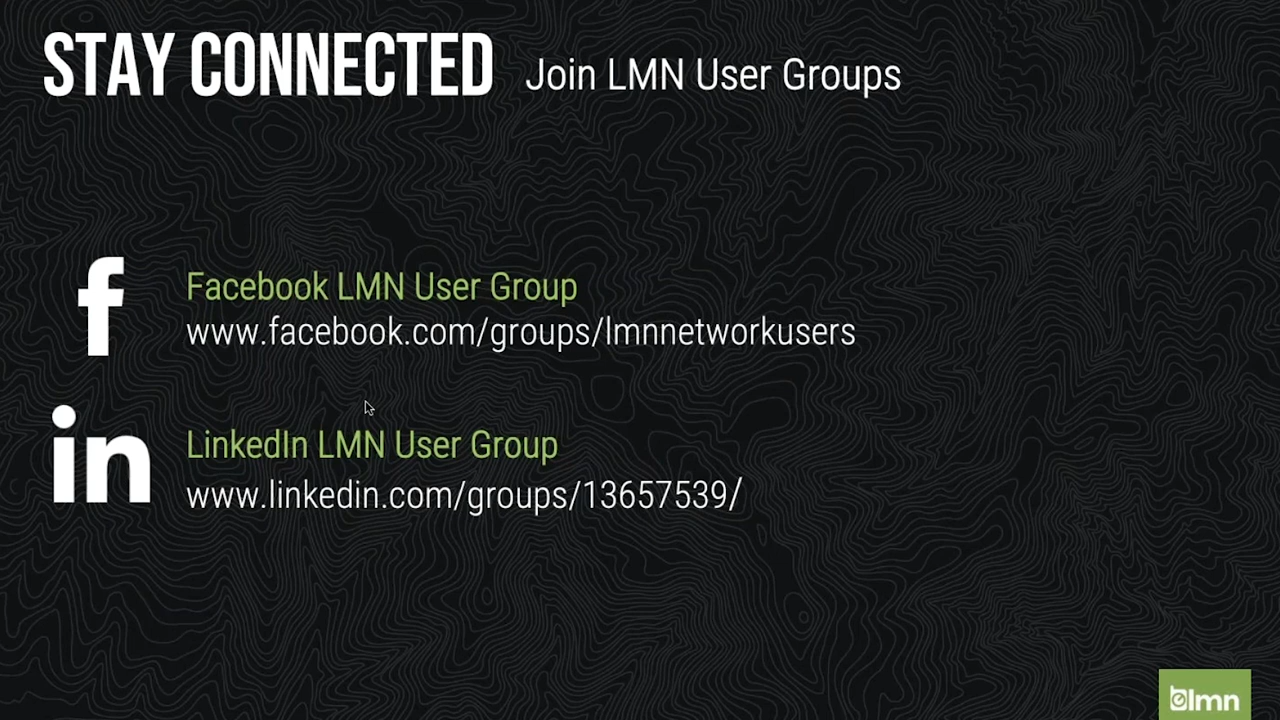 STAY CONNECTED Join LMN User Groups
Facebook LMN User Group
www.facebook.com/groups/lmnnetworkusers
LinkedIn LMN User Group
www.linkedin.com/groups/13657539/
lmn